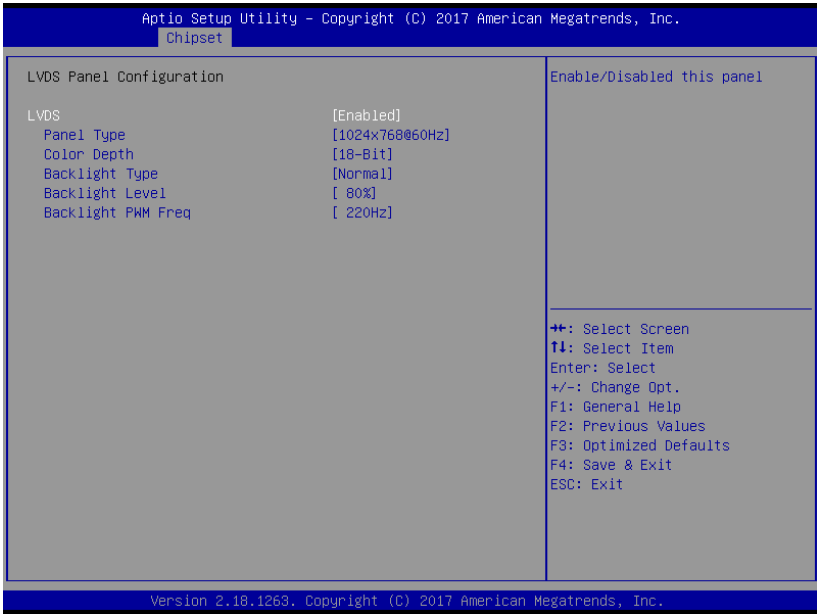 Aptio Setup Utility – Copyright (C) 2017 American Megatrends, Inc.
Chipset
LVDS Panel Configuration
LVDS [Enabled]
Panel Type [1024x768@60Hz]
Color Depth [18-Bit]
Backlight Type [Normal]
Backlight Level [ 80%]
Backlight PWM Freq [ 220Hz]
Enable/Disabled this panel
→←: Select Screen
↑↓: Select Item
Enter: Select
+/-: Change Opt.
F1: General Help
F2: Previous Values
F3: Optimized Defaults
F4: Save & Exit
ESC: Exit
Version 2.18.1263. Copyright (C) 2017 American Megatrends, Inc.